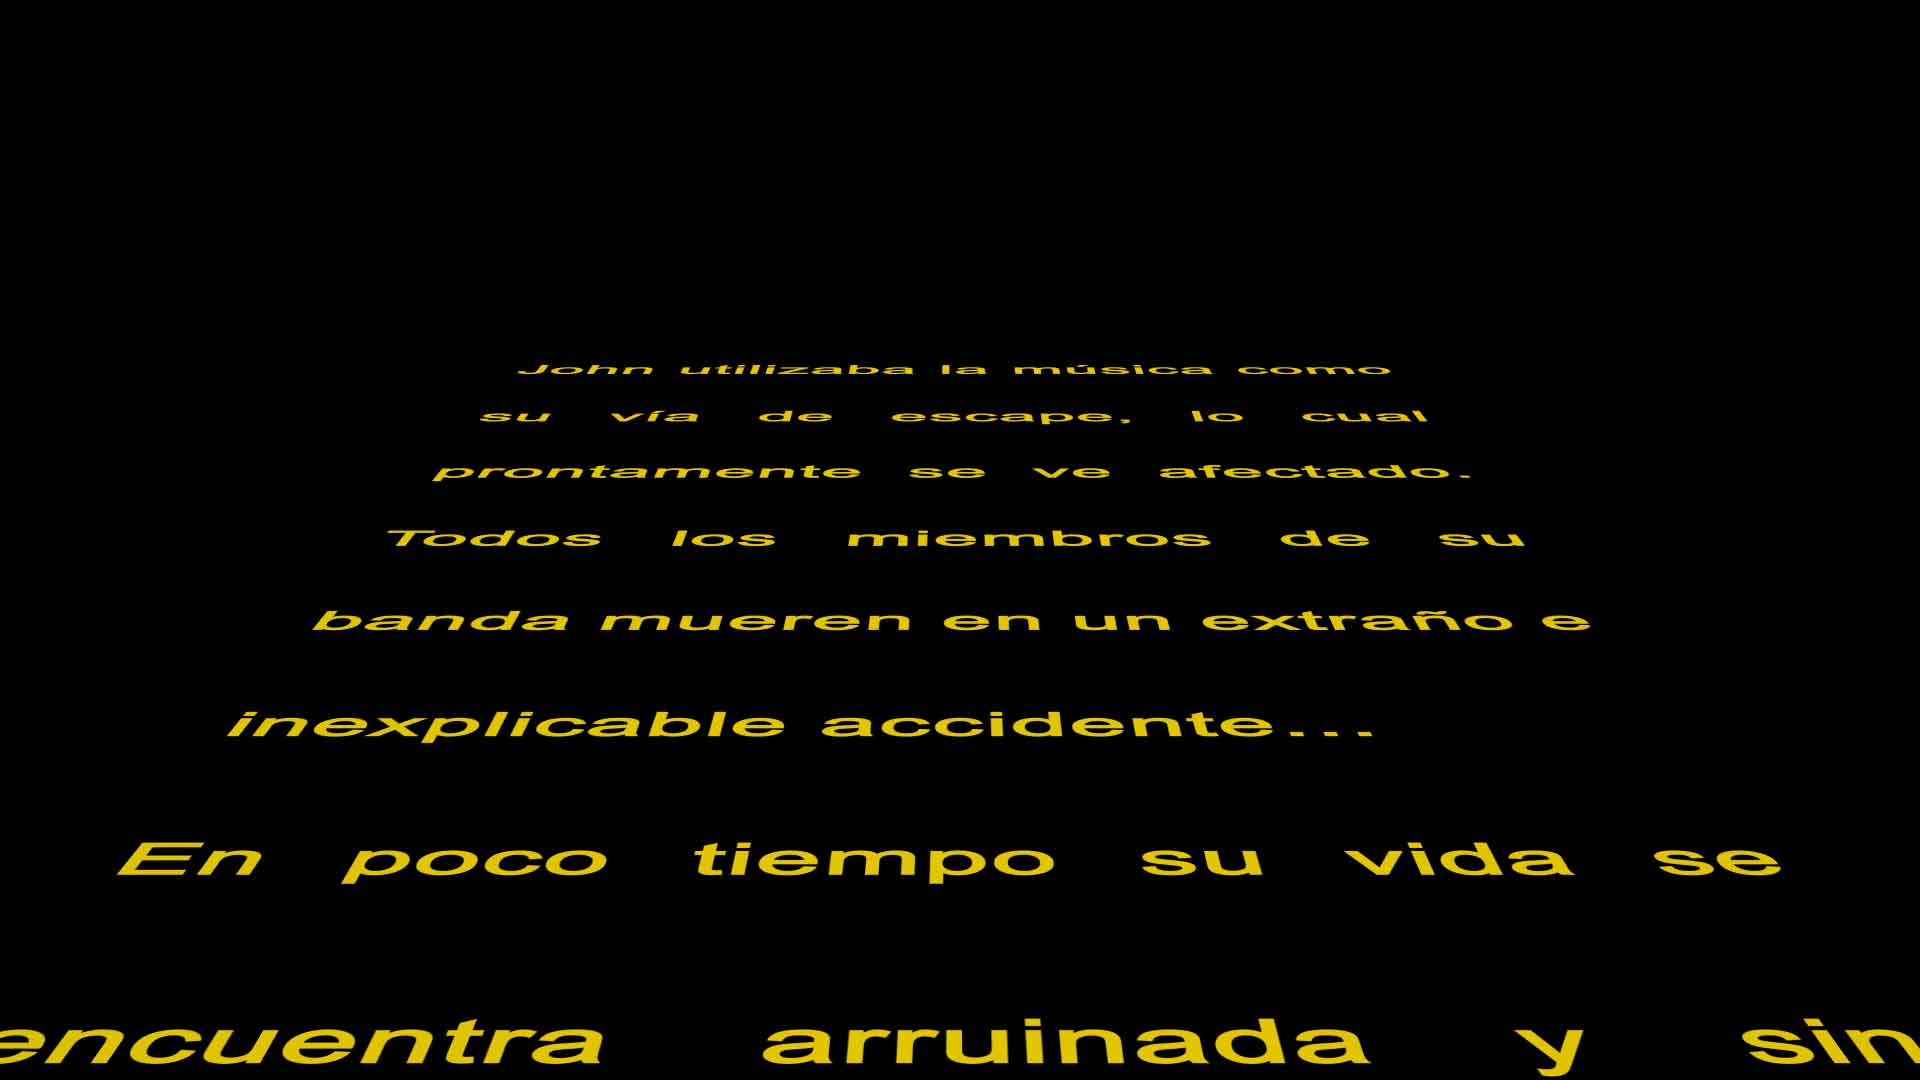 John utilizaba la música como
su vía de escape, lo cual
prontamente se ve afectado.
Todos los miembros de su
banda mueren en un extraño e
inexplicable accidente...
En poco tiempo su vida se
encuentra arruinada y sin